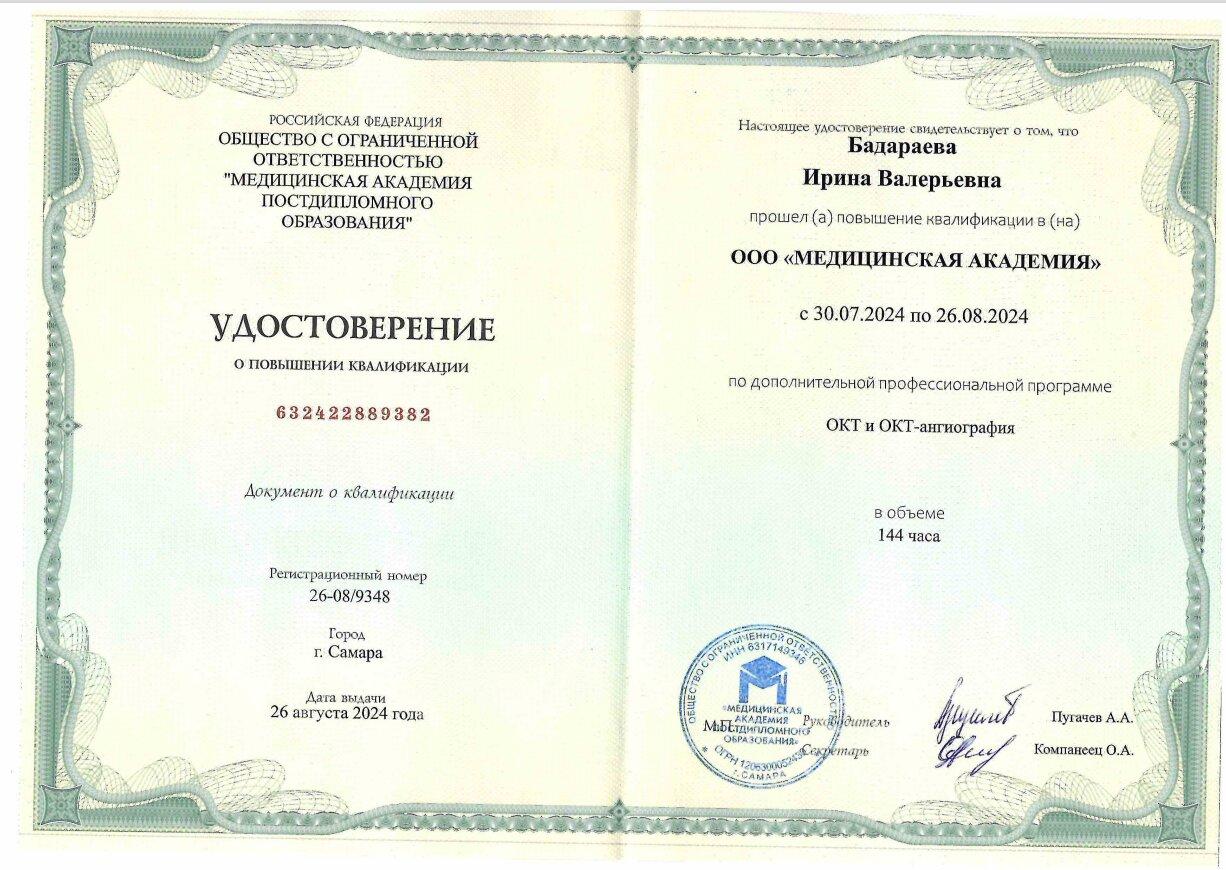 РОССИЙСКАЯ ФЕДЕРАЦИЯ
ОБЩЕСТВО С ОГРАНИЧЕННОЙ
ОТВЕТСТВЕННОСТЬЮ
"МЕДИЦИНСКАЯ АКАДЕМИЯ
ПОСТДИПЛОМНОГО
ОБРАЗОВАНИЯ"
УДОСТОВЕРЕНИЕ
О ПОВЫШЕНИИ КВАЛИФИКАЦИИ
632422889382
Документ о квалификации
Регистрационный номер
26-08/9348
Город
г. Самара
Дата выдачи
26 августа 2024 года
Настоящее удостоверение свидетельствует о том, что
Бадараева
Ирина Валерьевна
прошел (а) повышение квалификации в (на)
ООО «МЕДИЦИНСКАЯ АКАДЕМИЯ»
с 30.07.2024 по 26.08.2024
по дополнительной профессиональной программе
ОКТ и ОКТ-ангиография
в объеме
144 часа
ОБЩЕСТВО С ОГРАНИЧЕННОЙ ОТВЕТСТВЕННОСТЬЮ
ИНН 6317149346
«МЕДИЦИНСКАЯ
АКАДЕМИЯ
ПОСТДИПЛОМНОГО
ОБРАЗОВАНИЯ»
г. САМАРА
М.П.
Руководитель
Пугачев А.А.
Секретарь
Компанеец О.А.